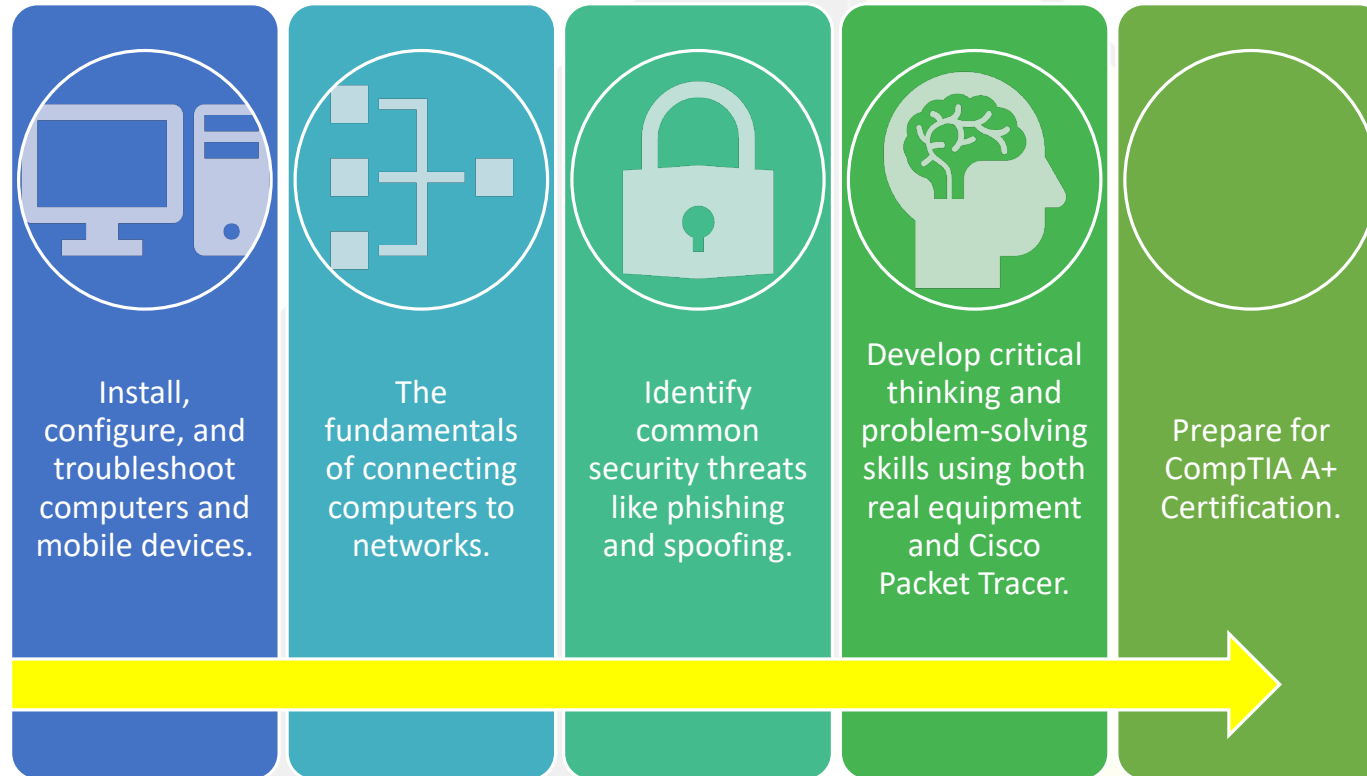 Install,
configure, and
troubleshoot
computers and
mobile devices.
The
fundamentals
of connecting
computers to
networks.
Identify
common
security threats
like phishing
and spoofing.
Develop critical
thinking and
problem-solving
skills using both
real equipment
and Cisco
Packet Tracer.
Prepare for
CompTIA A+
Certification.